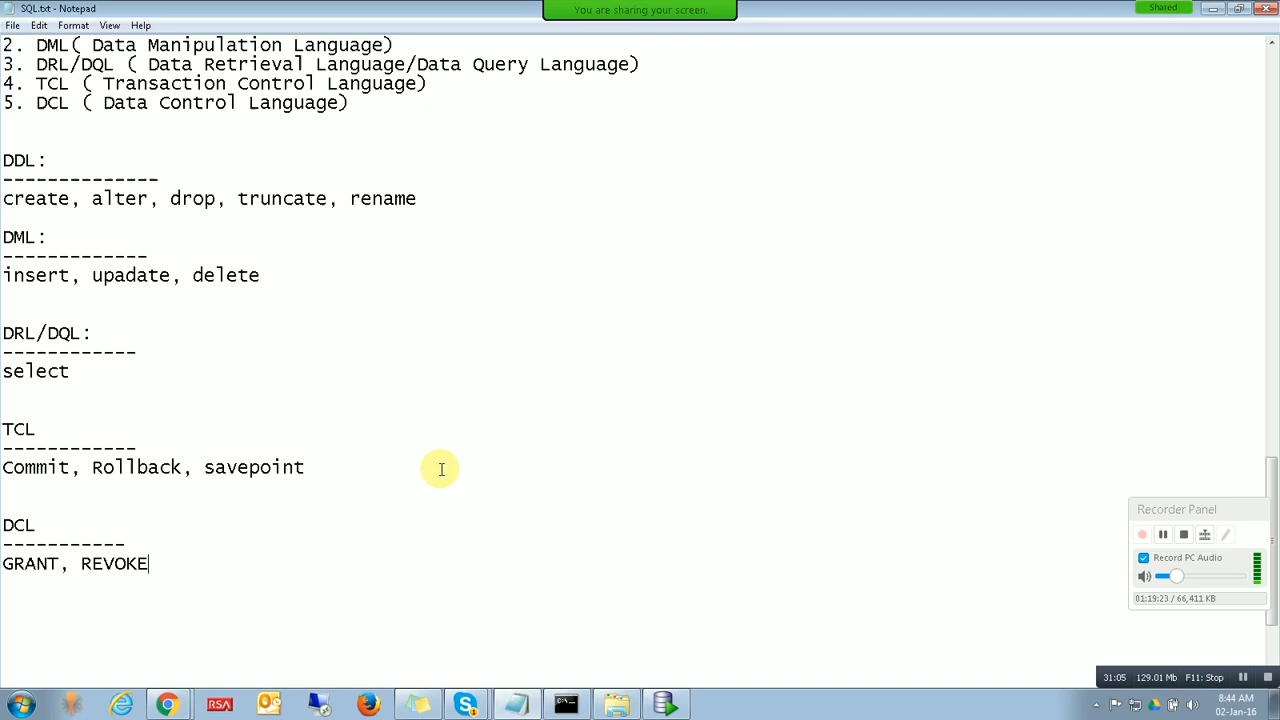 SQL.txt - Notepad
You are sharing your screen.
Shared
File Edit Format View Help
2. DML( Data Manipulation Language)
3. DRL/DQL ( Data Retrieval Language/Data Query Language)
4. TCL ( Transaction Control Language)
5. DCL ( Data Control Language)
DDL:
--------------
create, alter, drop, truncate, rename
DML:
-------------
insert, upadate, delete
DRL/DQL:
------------
select
TCL
------------
Commit, Rollback, savepoint
DCL
-----------
GRANT, REVOKE
Recorder Panel
Record PC Audio
01:19:23 / 66,411 KB
31:05 129.01 Mb F11: Stop
RSA
8:44 AM
02-Jan-16